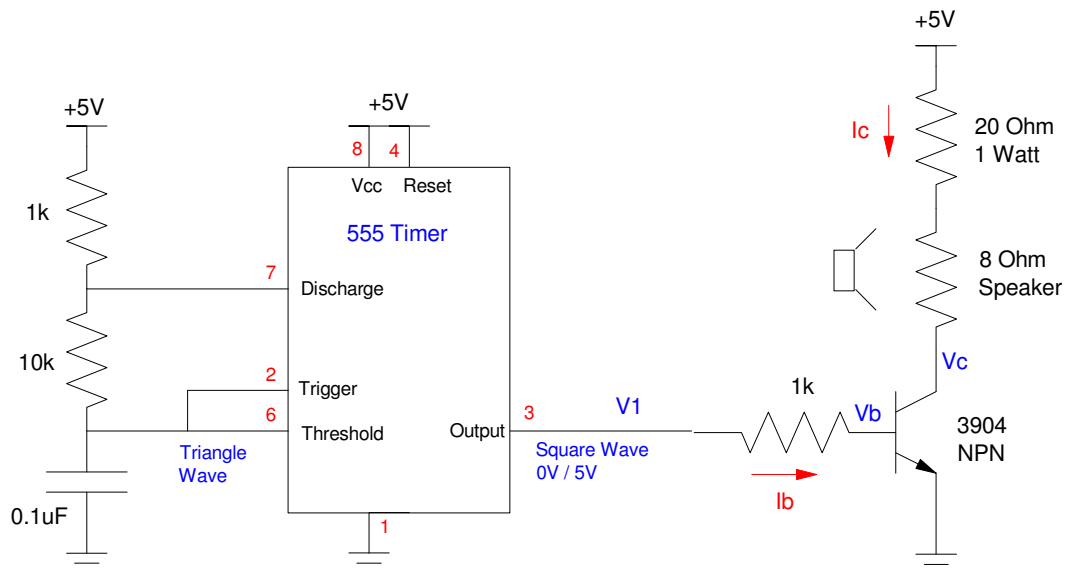 +5V
1k
10k
0.1uF
Triangle
Wave
+5V
8
4
Vcc
Reset
555 Timer
7
Discharge
2
Trigger
6
Threshold
Output
3
1
V1
Square Wave
0V / 5V
1k
Ib
Vb
+5V
Ic
20 Ohm
1 Watt
8 Ohm
Speaker
Vc
3904
NPN